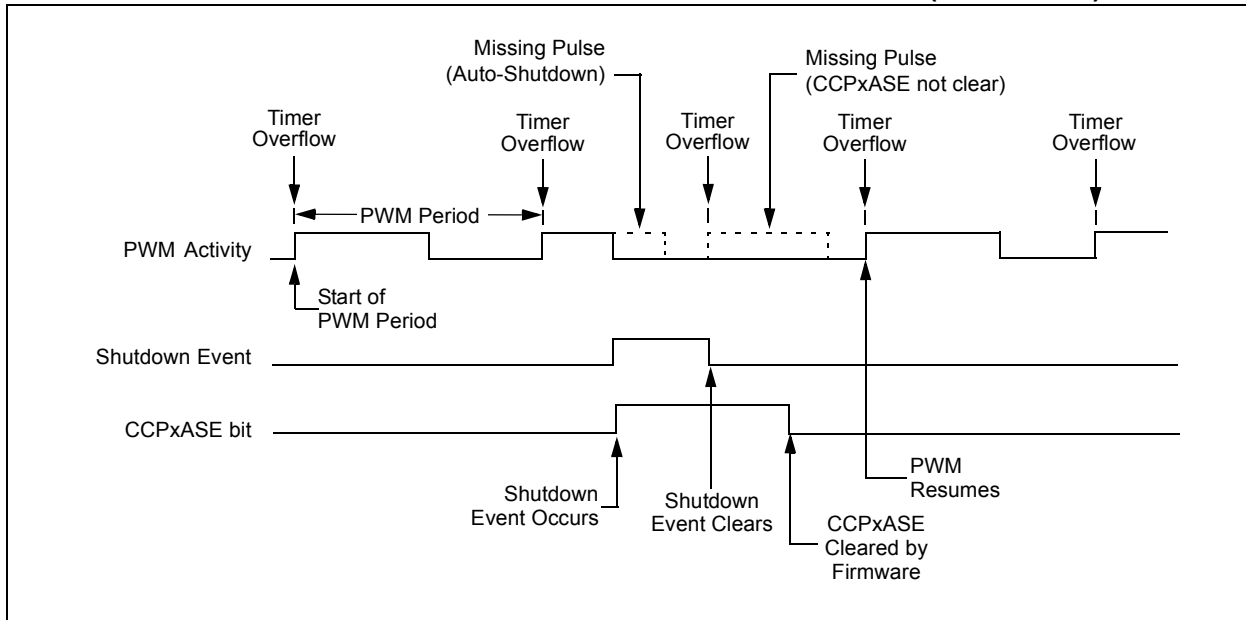 Missing Pulse
(Auto-Shutdown)
Missing Pulse
(CCPxASE not clear)
Timer
Overflow
Timer
Overflow
Timer
Overflow
Timer
Overflow
Timer
Overflow
PWM Period
PWM Activity
Start of
PWM Period
Shutdown Event
CCPxASE bit
Shutdown
Event Occurs
Shutdown
Event Clears
CCPxASE
Cleared by
Firmware
PWM
Resumes